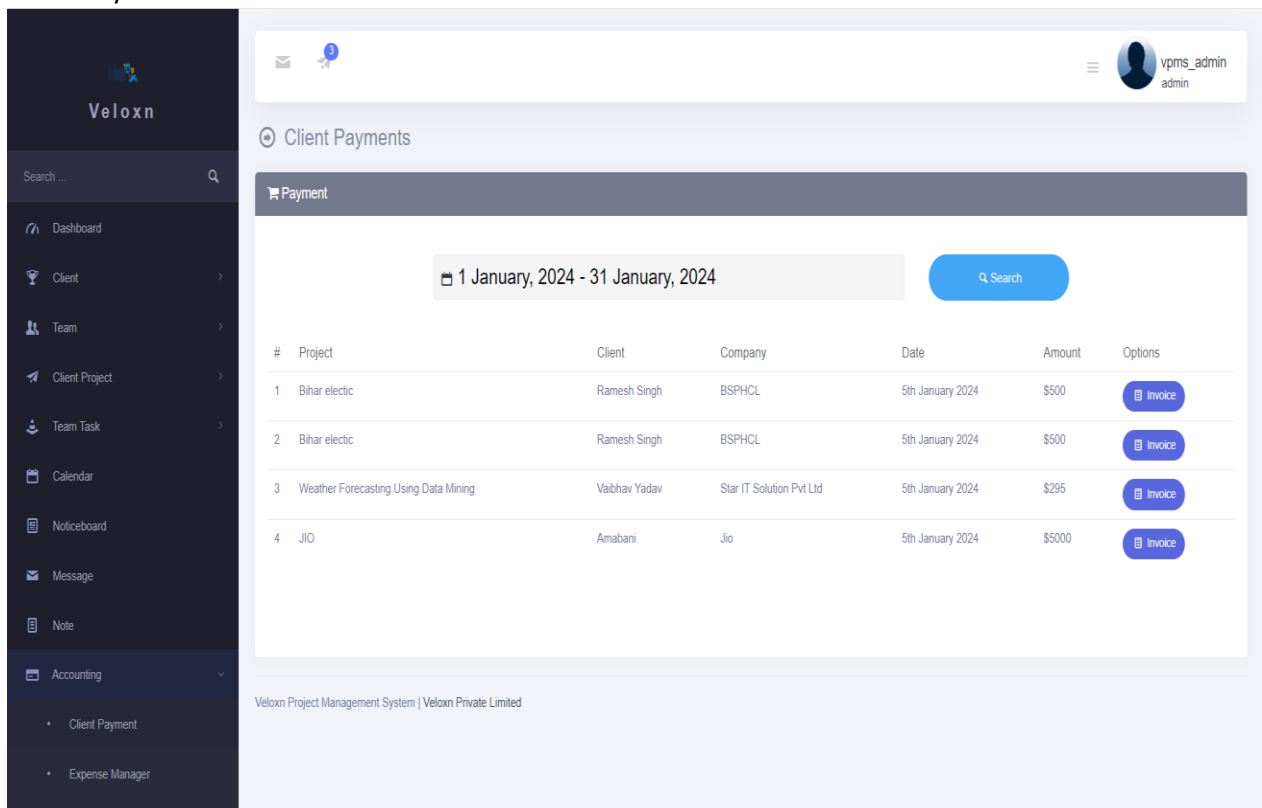 3
vpms_admin
admin
Veloxn
Client Payments
Search ...
Payment
Dashboard
Client
Team
Client Project
Team Task
Calendar
Noticeboard
Message
Note
Accounting
Client Payment
Expense Manager
1 January, 2024 - 31 January, 2024
Search
# Project Client Company Date Amount Options
1 Bihar electic Ramesh Singh BSPHCL 5th January 2024 $500 Invoice
2 Bihar electic Ramesh Singh BSPHCL 5th January 2024 $500 Invoice
3 Weather Forecasting Using Data Mining Vaibhav Yadav Star IT Solution Pvt Ltd 5th January 2024 $295 Invoice
4 JIO Amabani Jio 5th January 2024 $5000 Invoice
Veloxn Project Management System | Veloxn Private Limited